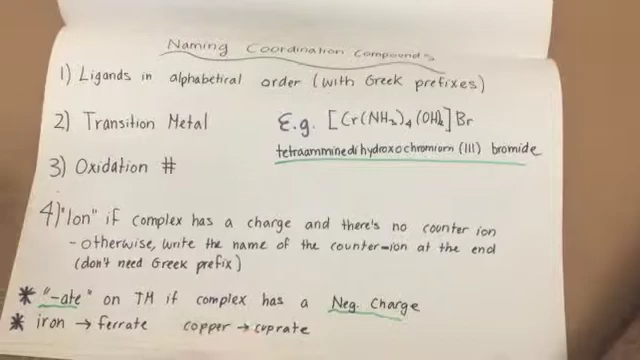 Naming Coordination Compounds
1) Ligands in alphabetical order (with Greek prefixes)
2) Transition Metal
E.g. [Cr(NH₃)₄(OH)₂]Br
tetraamminedihydroxochromium (III) bromide
3) Oxidation #
4) "Ion" if complex has a charge and there's no counter ion
- otherwise, write the name of the counter-ion at the end
(don't need Greek prefix)
* "-ate" on TM if complex has a Neg. Charge
* iron → ferrate copper → cuprate